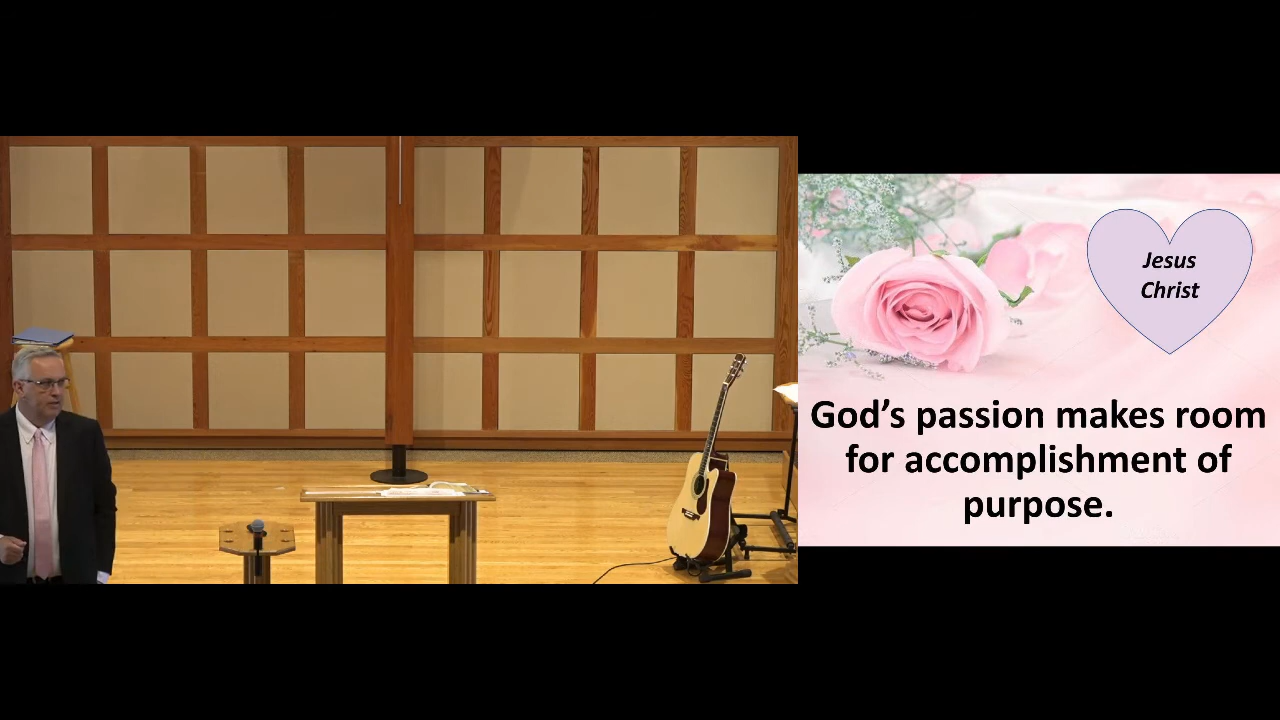 Jesus
Christ
God’s passion makes room
for accomplishment of
purpose.